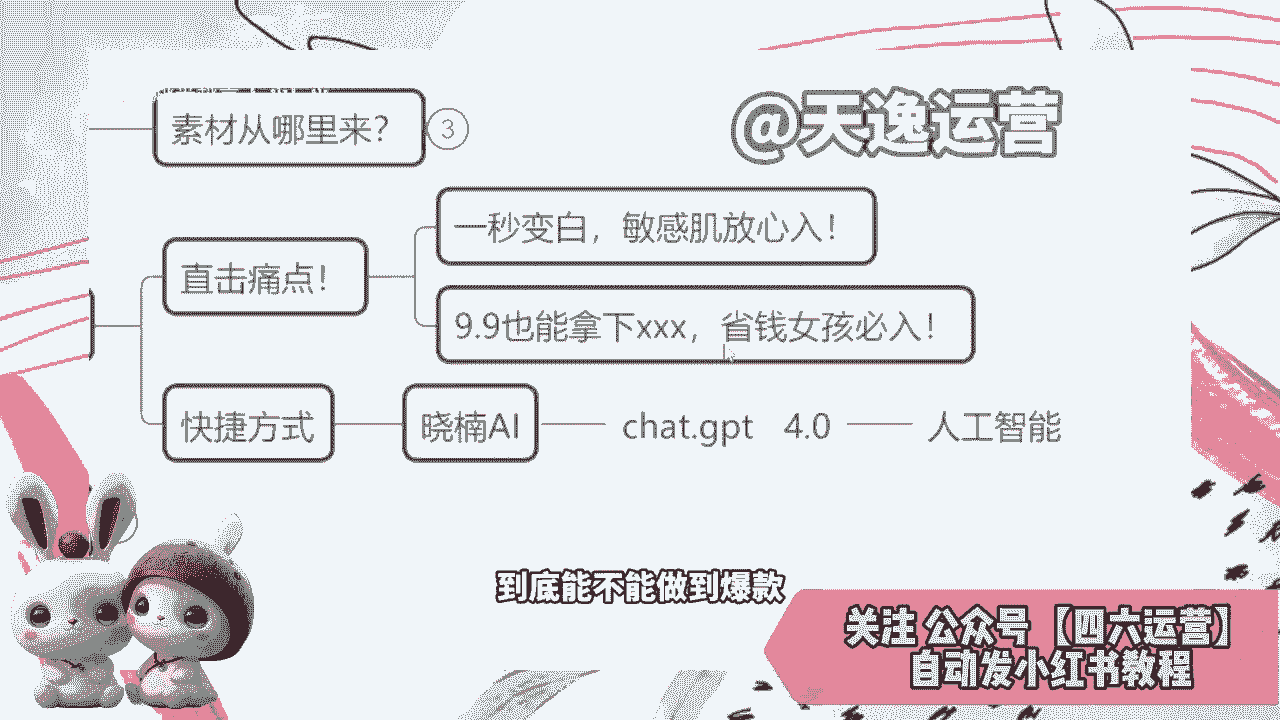 素材从哪里来？
3
@天逸运营
一秒变白，敏感肌放心入！
直击痛点！
9.9也能拿下xxx，省钱女孩必入！
快捷方式
晓楠AI
chat.gpt 4.0
人工智能
到底能不能做到爆款
关注 公众号 【四六运营】
自动发小红书教程